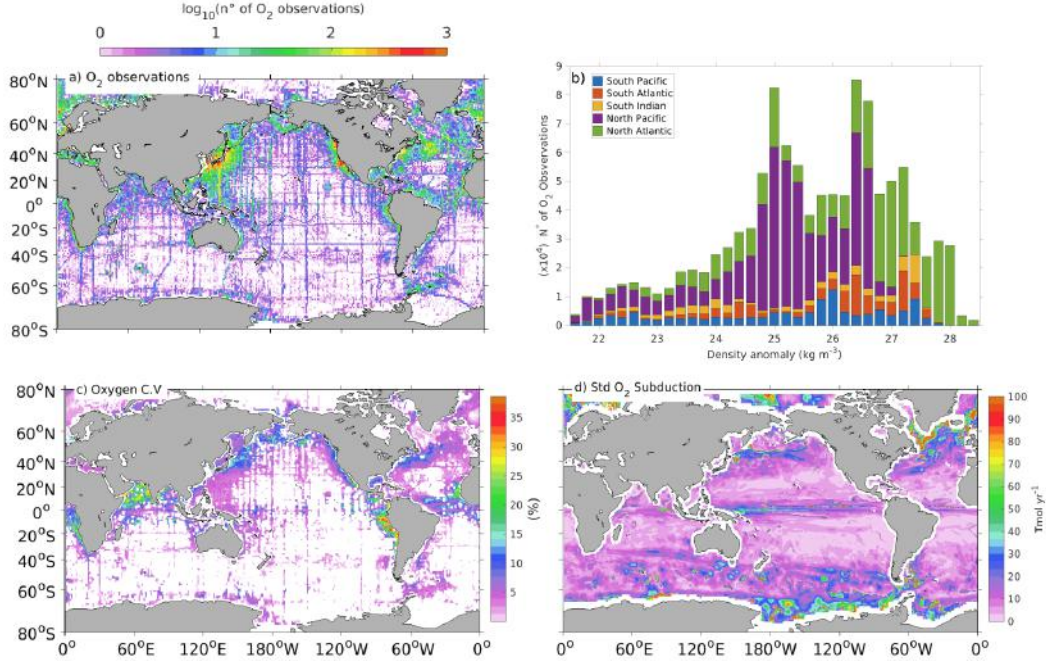 log10(n° of O2 observations)
0 1 2 3
a) O2 observations
80°N
60°N
40°N
20°N
0°
20°S
40°S
60°S
80°S
b)
South Pacific
South Atlantic
South Indian
North Pacific
North Atlantic
(x10⁴) N° of O2 Obsvervations
9
8
7
6
5
4
3
2
1
0
22 23 24 25 26 27 28
Density anomaly (kg m⁻³)
c) Oxygen C.V
80°N
60°N
40°N
20°N
0°
20°S
40°S
60°S
80°S
0° 60°E 120°E 180°W 120°W 60°W 0°
35
30
25
20
15
10
5
(%)
d) Std O2 Subduction
0° 60°E 120°E 180°W 120°W 60°W 0°
100
90
80
70
60
50
40
30
20
10
0
Tmol yr⁻¹